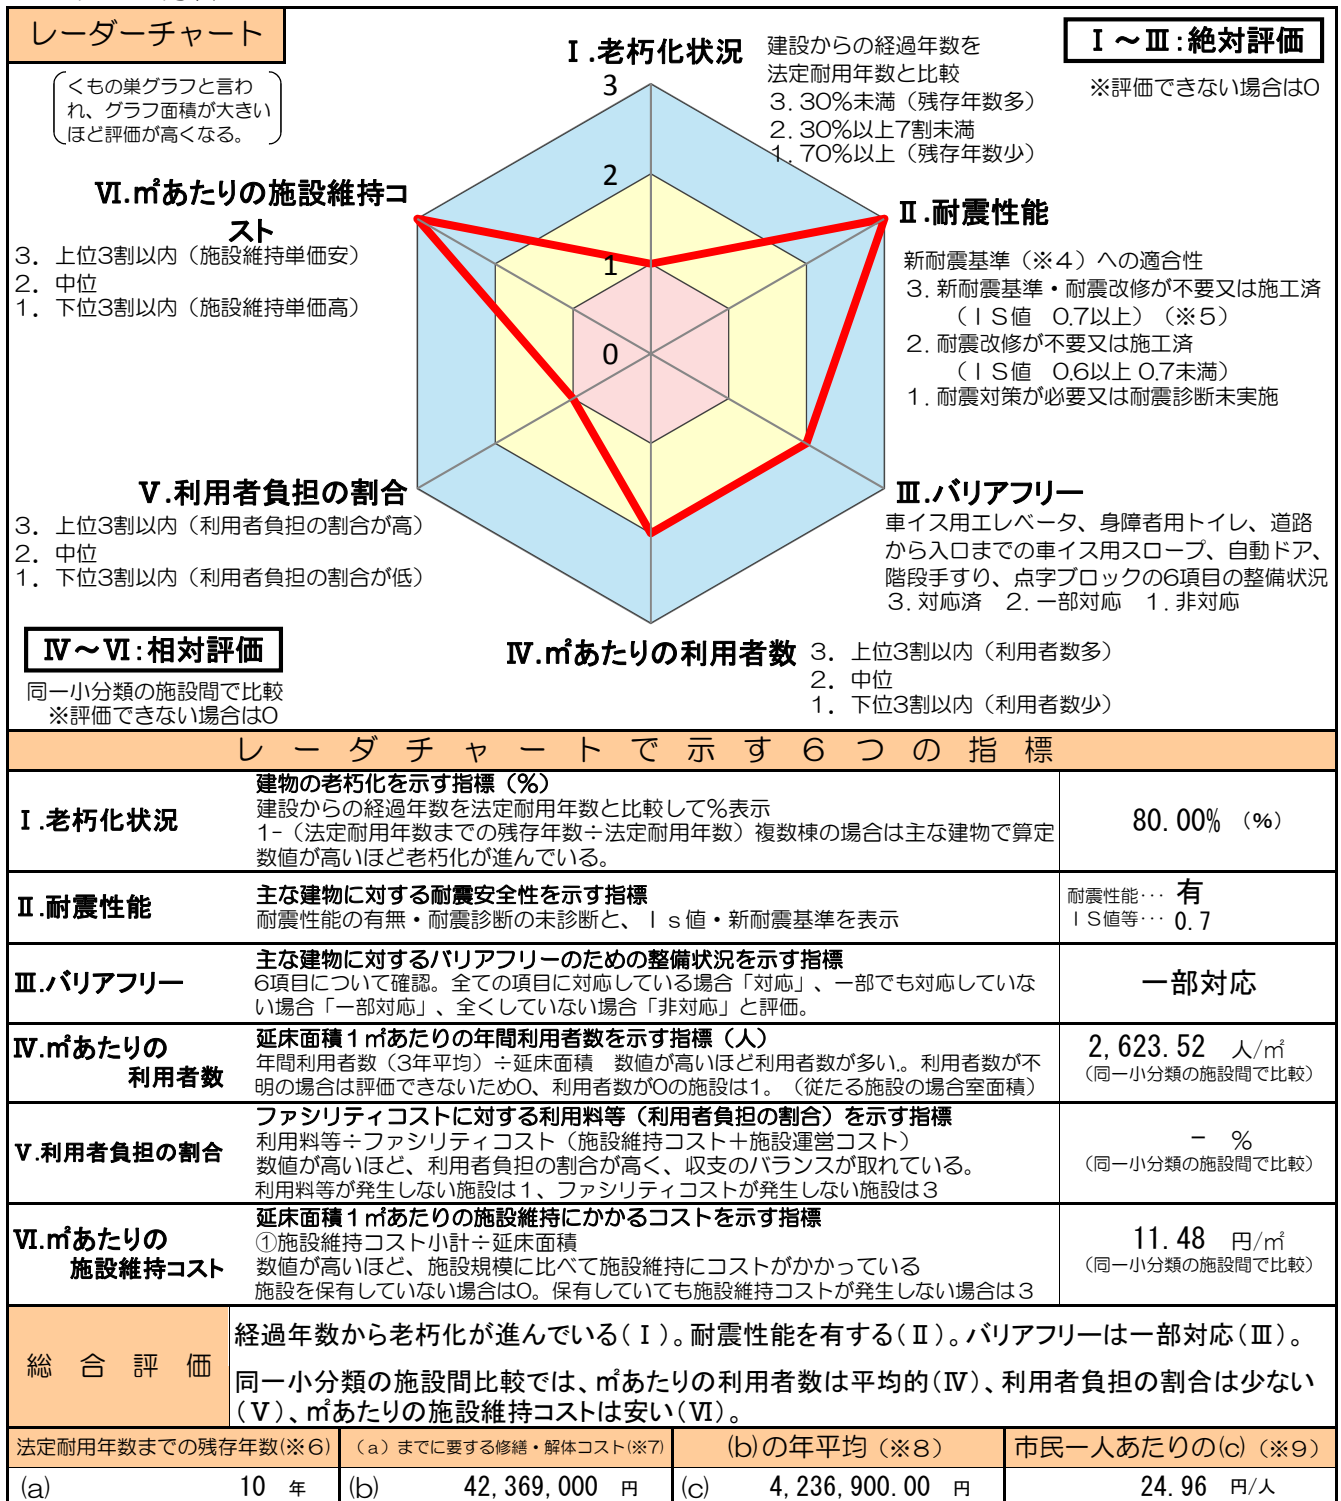 レーダーチャート
くもの巣グラフと言わ
れ、グラフ面積が大きい
ほど評価が高くなる。
Ⅰ.老朽化状況
建設からの経過年数を
法定耐用年数と比較
3. 30%未満（残存年数多）
2. 30%以上7割未満
1. 70%以上（残存年数少）
Ⅰ～Ⅲ：絶対評価
※評価できない場合は0
3
2
1
0
Ⅵ.㎡あたりの施設維持コ
スト
3. 上位3割以内（施設維持単価安）
2. 中位
1. 下位3割以内（施設維持単価高）
Ⅱ.耐震性能
新耐震基準（※4）への適合性
3. 新耐震基準・耐震改修が不要又は施工済
（ＩＳ値　0.7以上）（※5）
2. 耐震改修が不要又は施工済
（ＩＳ値　0.6以上 0.7未満）
1. 耐震対策が必要又は耐震診断未実施
Ⅴ.利用者負担の割合
3. 上位3割以内（利用者負担の割合が高）
2. 中位
1. 下位3割以内（利用者負担の割合が低）
Ⅲ.バリアフリー
車イス用エレベータ、身障者用トイレ、道路
から入口までの車イス用スロープ、自動ドア、
階段手すり、点字ブロックの6項目の整備状況
3. 対応済　2. 一部対応　1. 非対応
Ⅳ～Ⅵ：相対評価
同一小分類の施設間で比較
※評価できない場合は0
Ⅳ.㎡あたりの利用者数
3. 上位3割以内（利用者数多）
2. 中位
1. 下位3割以内（利用者数少）
レーダチャートで示す6つの指標
Ⅰ.老朽化状況
建物の老朽化を示す指標（%）
建設からの経過年数を法定耐用年数と比較して%表示
1-（法定耐用年数までの残存年数÷法定耐用年数）複数棟の場合は主な建物で算定
数値が高いほど老朽化が進んでいる。
80.00%（%）
Ⅱ.耐震性能
主な建物に対する耐震安全性を示す指標
耐震性能の有無・耐震診断の未診断と、Ｉｓ値・新耐震基準を表示
耐震性能… 有
ＩＳ値等… 0.7
Ⅲ.バリアフリー
主な建物に対するバリアフリーのための整備状況を示す指標
6項目について確認。全ての項目に対応している場合「対応」、一部でも対応していな
い場合「一部対応」、全くしていない場合「非対応」と評価。
一部対応
Ⅳ.㎡あたりの
利用者数
延床面積1㎡あたりの年間利用者数を示す指標（人）
年間利用者数（3年平均）÷延床面積　数値が高いほど利用者数が多い。利用者数が不
明の場合は評価できないため0、利用者数が0の施設は1。（従たる施設の場合室面積）
2,623.52 人/㎡
（同一小分類の施設間で比較）
Ⅴ.利用者負担の割合
ファシリティコストに対する利用料等（利用者負担の割合）を示す指標
利用料等÷ファシリティコスト（施設維持コスト＋施設運営コスト）
数値が高いほど、利用者負担の割合が高く、収支のバランスが取れている。
利用料等が発生しない施設は1、ファシリティコストが発生しない施設は3
- %
（同一小分類の施設間で比較）
Ⅵ.㎡あたりの
施設維持コスト
延床面積1㎡あたりの施設維持にかかるコストを示す指標
①施設維持コスト小計÷延床面積
数値が高いほど、施設規模に比べて施設維持にコストがかかっている
施設を保有していない場合は0。保有していても施設維持コストが発生しない場合は3
11.48 円/㎡
（同一小分類の施設間で比較）
総合評価
経過年数から老朽化が進んでいる（Ⅰ）。耐震性能を有する（Ⅱ）。バリアフリーは一部対応（Ⅲ）。
同一小分類の施設間比較では、㎡あたりの利用者数は平均的（Ⅳ）、利用者負担の割合は少ない
（Ⅴ）、㎡あたりの施設維持コストは安い（Ⅵ）。
法定耐用年数までの残存年数(※6)
（a）までに要する修繕・解体コスト(※7)
(b)の年平均（※8）
市民一人あたりの(c)（※9）
(a) 10 年
(b) 42,369,000 円
(c) 4,236,900.00 円
24.96 円/人